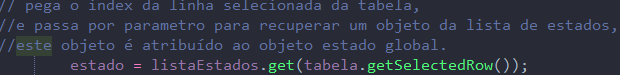 // pega o index da linha selecionada da tabela,
//e passa por parametro para recuperar um objeto da lista de estados,
//este objeto é atribuído ao objeto estado global.
estado = listaEstados.get(tabela.getSelectedRow());